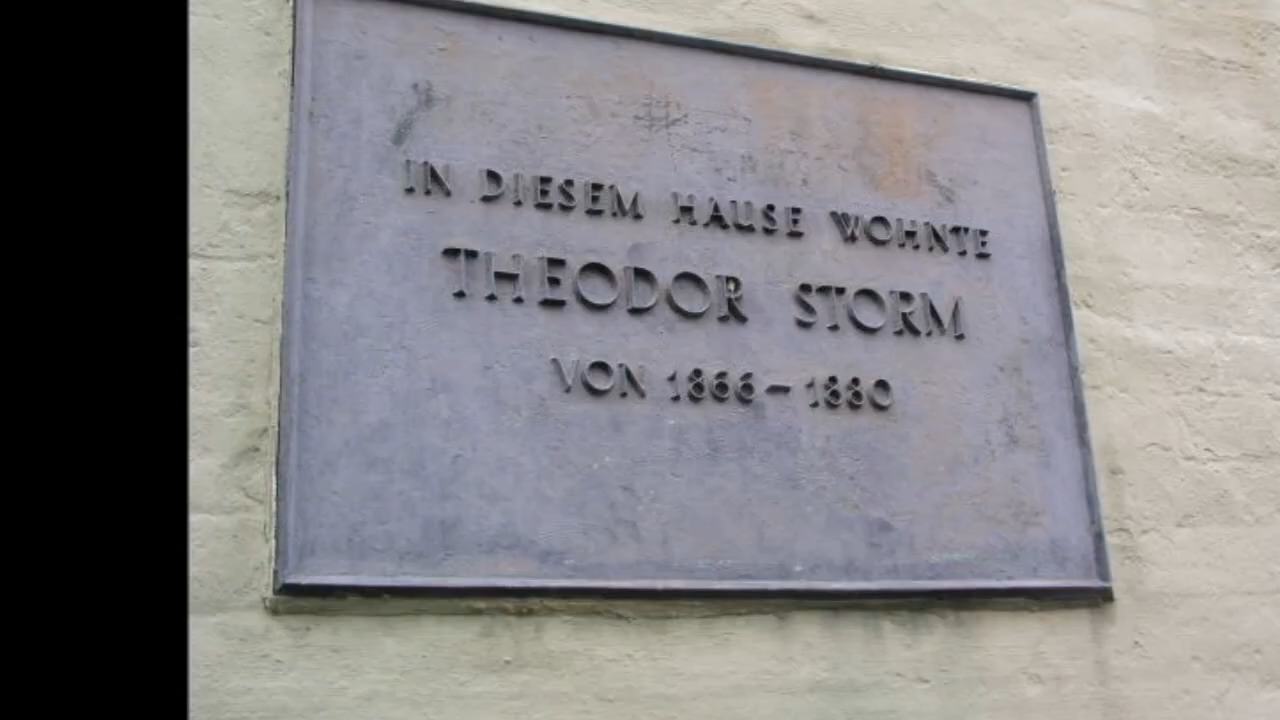 IN DIESEM HAUSE WOHNTE
THEODOR STORM
VON 1866 – 1880